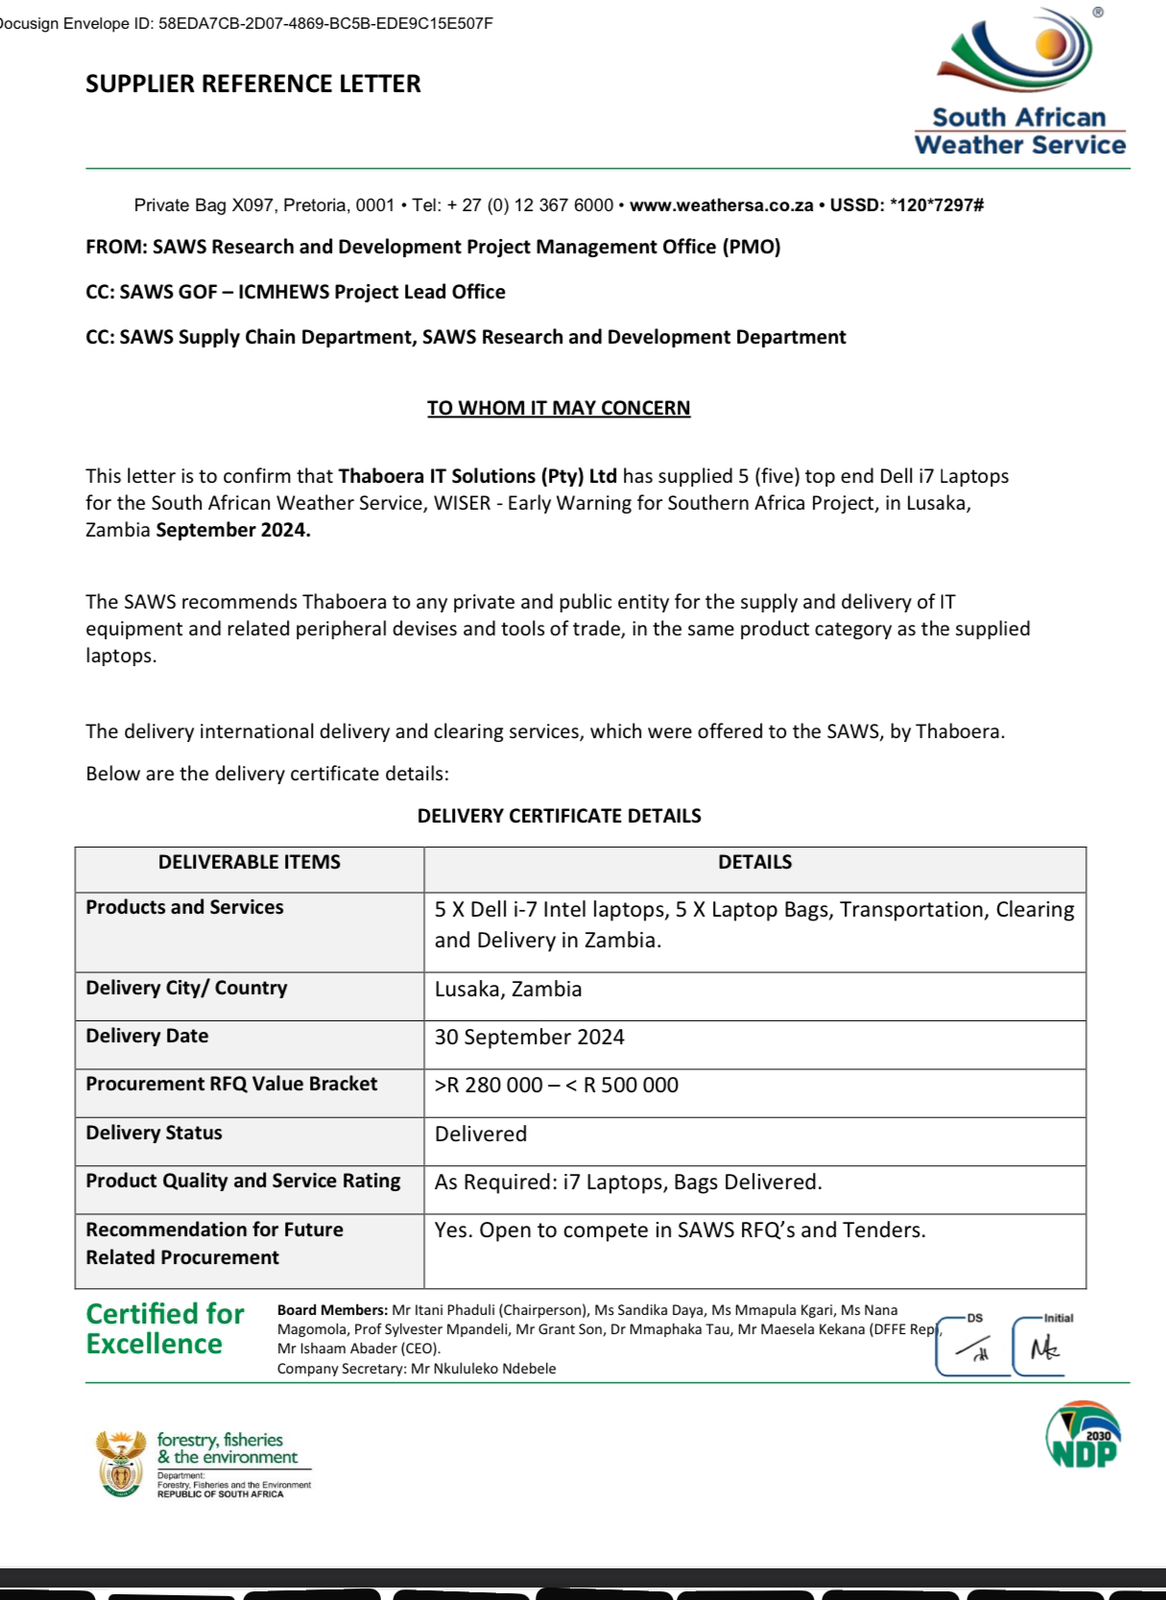 Docusign Envelope ID: 58EDA7CB-2D07-4869-BC5B-EDE9C15E507F
SUPPLIER REFERENCE LETTER
®
South African
Weather Service
Private Bag X097, Pretoria, 0001 • Tel: + 27 (0) 12 367 6000 • www.weathersa.co.za • USSD: *120*7297#
FROM: SAWS Research and Development Project Management Office (PMO)
CC: SAWS GOF – ICMHEWS Project Lead Office
CC: SAWS Supply Chain Department, SAWS Research and Development Department
TO WHOM IT MAY CONCERN
This letter is to confirm that Thaboera IT Solutions (Pty) Ltd has supplied 5 (five) top end Dell i7 Laptops
for the South African Weather Service, WISER - Early Warning for Southern Africa Project, in Lusaka,
Zambia September 2024.
The SAWS recommends Thaboera to any private and public entity for the supply and delivery of IT
equipment and related peripheral devises and tools of trade, in the same product category as the supplied
laptops.
The delivery international delivery and clearing services, which were offered to the SAWS, by Thaboera.
Below are the delivery certificate details:
DELIVERY CERTIFICATE DETAILS
DELIVERABLE ITEMS DETAILS
Products and Services 5 X Dell i-7 Intel laptops, 5 X Laptop Bags, Transportation, Clearing
and Delivery in Zambia.
Delivery City/ Country Lusaka, Zambia
Delivery Date 30 September 2024
Procurement RFQ Value Bracket >R 280 000 – < R 500 000
Delivery Status Delivered
Product Quality and Service Rating As Required: i7 Laptops, Bags Delivered.
Recommendation for Future Yes. Open to compete in SAWS RFQ's and Tenders.
Related Procurement
Certified for
Excellence
Board Members: Mr Itani Phaduli (Chairperson), Ms Sandika Daya, Ms Mmapula Kgari, Ms Nana
Magomola, Prof Sylvester Mpandeli, Mr Grant Son, Dr Mmaphaka Tau, Mr Maesela Kekana (DFFE Rep),
Mr Ishaam Abader (CEO).
Company Secretary: Mr Nkululeko Ndebele
DS
Initial
forestry, fisheries
& the environment
Department:
Forestry, Fisheries and the Environment
REPUBLIC OF SOUTH AFRICA
2030
NDP